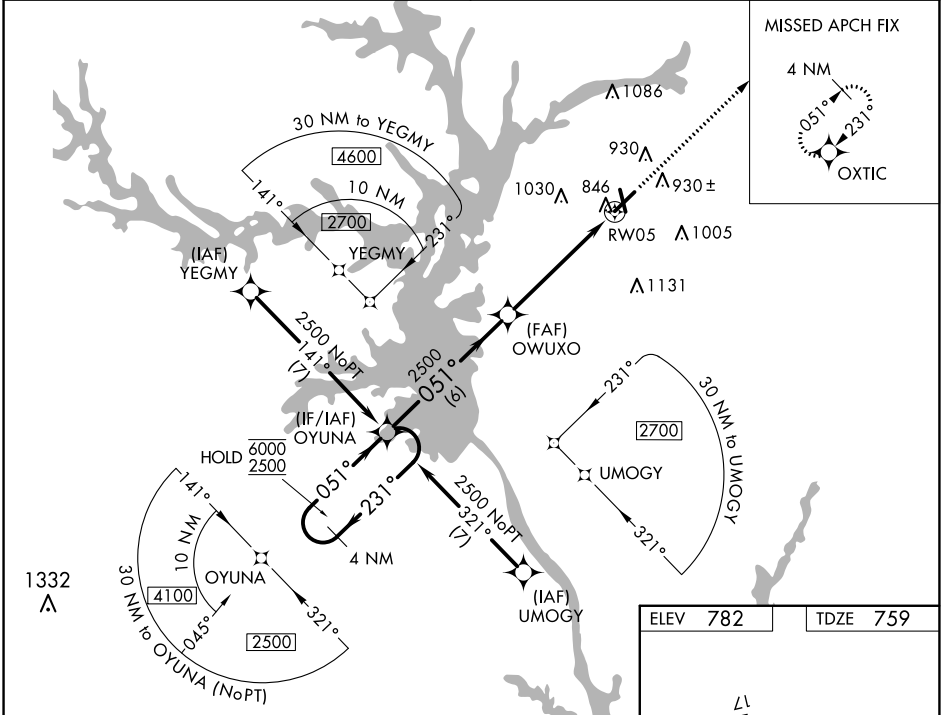 MISSED APCH FIX
4 NM
051°
231°
OXTIC
1086
30 NM to YEGMY
4600
930
141°
10 NM
1030
846
930 ±
2700
231°
RW05
1005
(IAF)
YEGMY
YEGMY
1131
2500 NoPT
141°
(7)
(FAF)
OWUXO
2500
051°
(6)
231°
30 NM to UMOGY
(IF/IAF)
OYUNA
2700
HOLD
6000
2500
051°
231°
UMOGY
141°
2500 NoPT
321°
(7)
321°
10 NM
4 NM
OYUNA
1332
30 NM to OYUNA (NoPT)
4100
045°
321°
2500
(IAF)
UMOGY
ELEV 782
TDZE 759
17